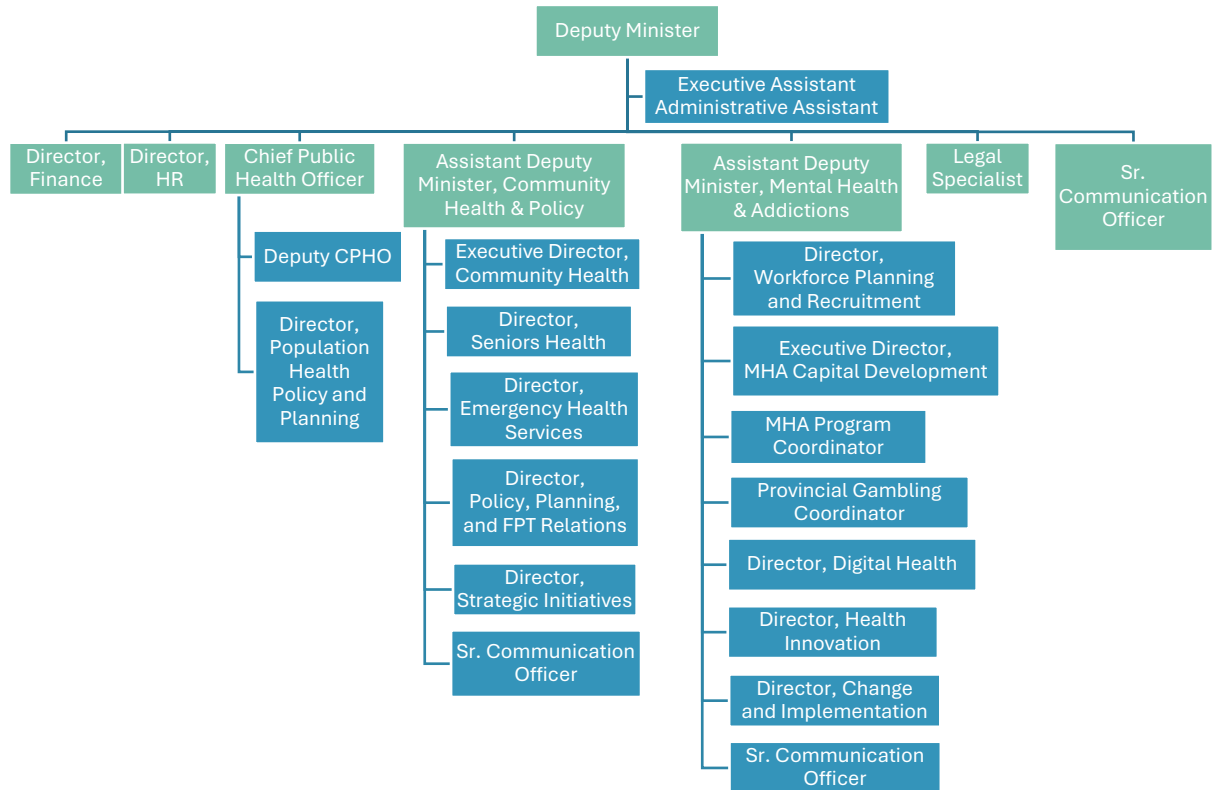 Deputy Minister
Executive Assistant
Administrative Assistant
Director,
Finance
Director,
HR
Chief Public
Health Officer
Assistant Deputy
Minister, Community
Health & Policy
Assistant Deputy
Minister, Mental Health
& Addictions
Legal
Specialist
Sr.
Communication
Officer
Deputy CPHO
Director,
Population
Health
Policy and
Planning
Executive Director,
Community Health
Director,
Seniors Health
Director,
Emergency Health
Services
Director,
Policy, Planning,
and FPT Relations
Director,
Strategic Initiatives
Sr. Communication
Officer
Director,
Workforce Planning
and Recruitment
Executive Director,
MHA Capital Development
MHA Program
Coordinator
Provincial Gambling
Coordinator
Director, Digital Health
Director, Health
Innovation
Director, Change
and Implementation
Sr. Communication
Officer